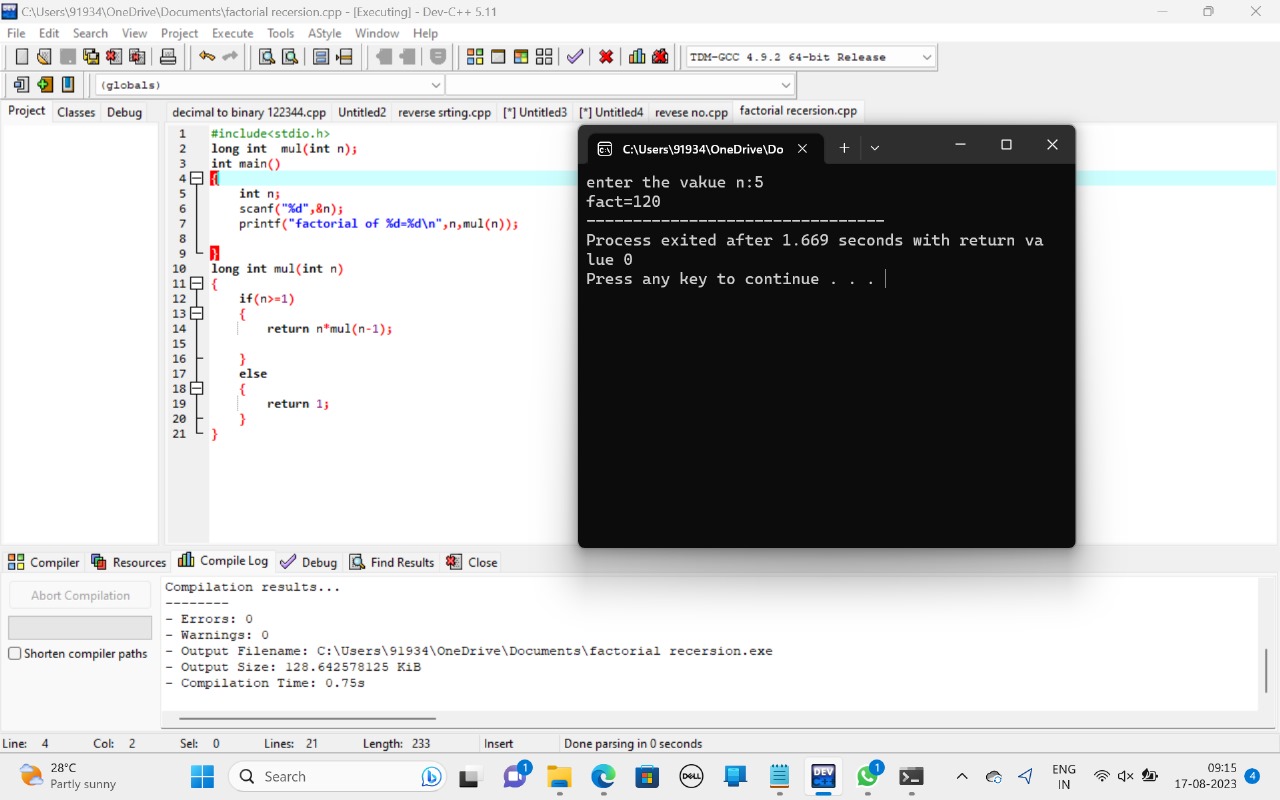 C:\Users\91934\OneDrive\Documents\factorial recersion.cpp - [Executing] - Dev-C++ 5.11
File Edit Search View Project Execute Tools AStyle Window Help
TDM-GCC 4.9.2 64-bit Release
(globals)
Project Classes Debug
decimal to binary 122344.cpp Untitled2 reverse srting.cpp [*] Untitled3 [*] Untitled4 revese no.cpp factorial recersion.cpp
1 #include<stdio.h>
2 long int  mul(int n);
3 int main()
4 {
5     int n;
6     scanf("%d",&n);
7     printf("factorial of %d=%d\n",n,mul(n));
8
9 }
10 long int mul(int n)
11 {
12     if(n>=1)
13     {
14         return n*mul(n-1);
15
16     }
17     else
18     {
19         return 1;
20     }
21 }
C:\Users\91934\OneDrive\Do
enter the vakue n:5
fact=120
--------------------------------
Process exited after 1.669 seconds with return va
lue 0
Press any key to continue . . .
Compiler Resources Compile Log Debug Find Results Close
Abort Compilation
Shorten compiler paths
Compilation results...
--------
- Errors: 0
- Warnings: 0
- Output Filename: C:\Users\91934\OneDrive\Documents\factorial recersion.exe
- Output Size: 128.642578125 KiB
- Compilation Time: 0.75s
Line: 4 Col: 2 Sel: 0 Lines: 21 Length: 233 Insert Done parsing in 0 seconds
28°C
Partly sunny
Search
1
DELL
DEV
1
ENG
IN
09:15
17-08-2023
4